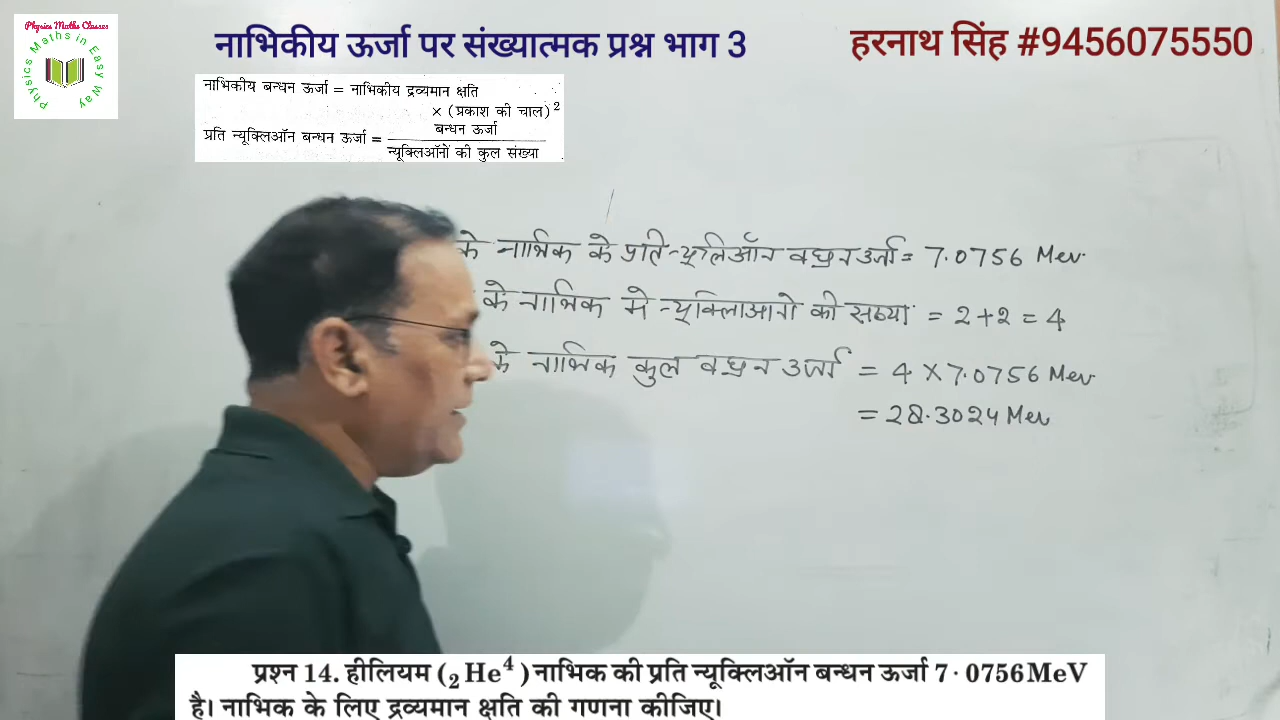 Physics Maths Classes
Physics Maths in Easy Way
नाभिकीय ऊर्जा पर संख्यात्मक प्रश्न भाग 3
हरनाथ सिंह #9456075550
नाभिकीय बन्धन ऊर्जा = नाभिकीय द्रव्यमान क्षति
× (प्रकाश की चाल)²
प्रति न्यूक्लिऑन बन्धन ऊर्जा = बन्धन ऊर्जा
न्यूक्लिऑनों की कुल संख्या
के नाभिक के प्रति न्यूक्लिऑन बन्धन ऊर्जा = 7.0756 Mev.
के नाभिक मे न्यूक्लिआनो की संख्या = 2+2 = 4
के नाभिक कुल बन्धन उर्जा = 4 × 7.0756 Mev
= 28.3024 Mev
प्रश्न 14. हीलियम (₂He⁴) नाभिक की प्रति न्यूक्लिऑन बन्धन ऊर्जा 7·0756 MeV
है। नाभिक के लिए द्रव्यमान क्षति की गणना कीजिए।